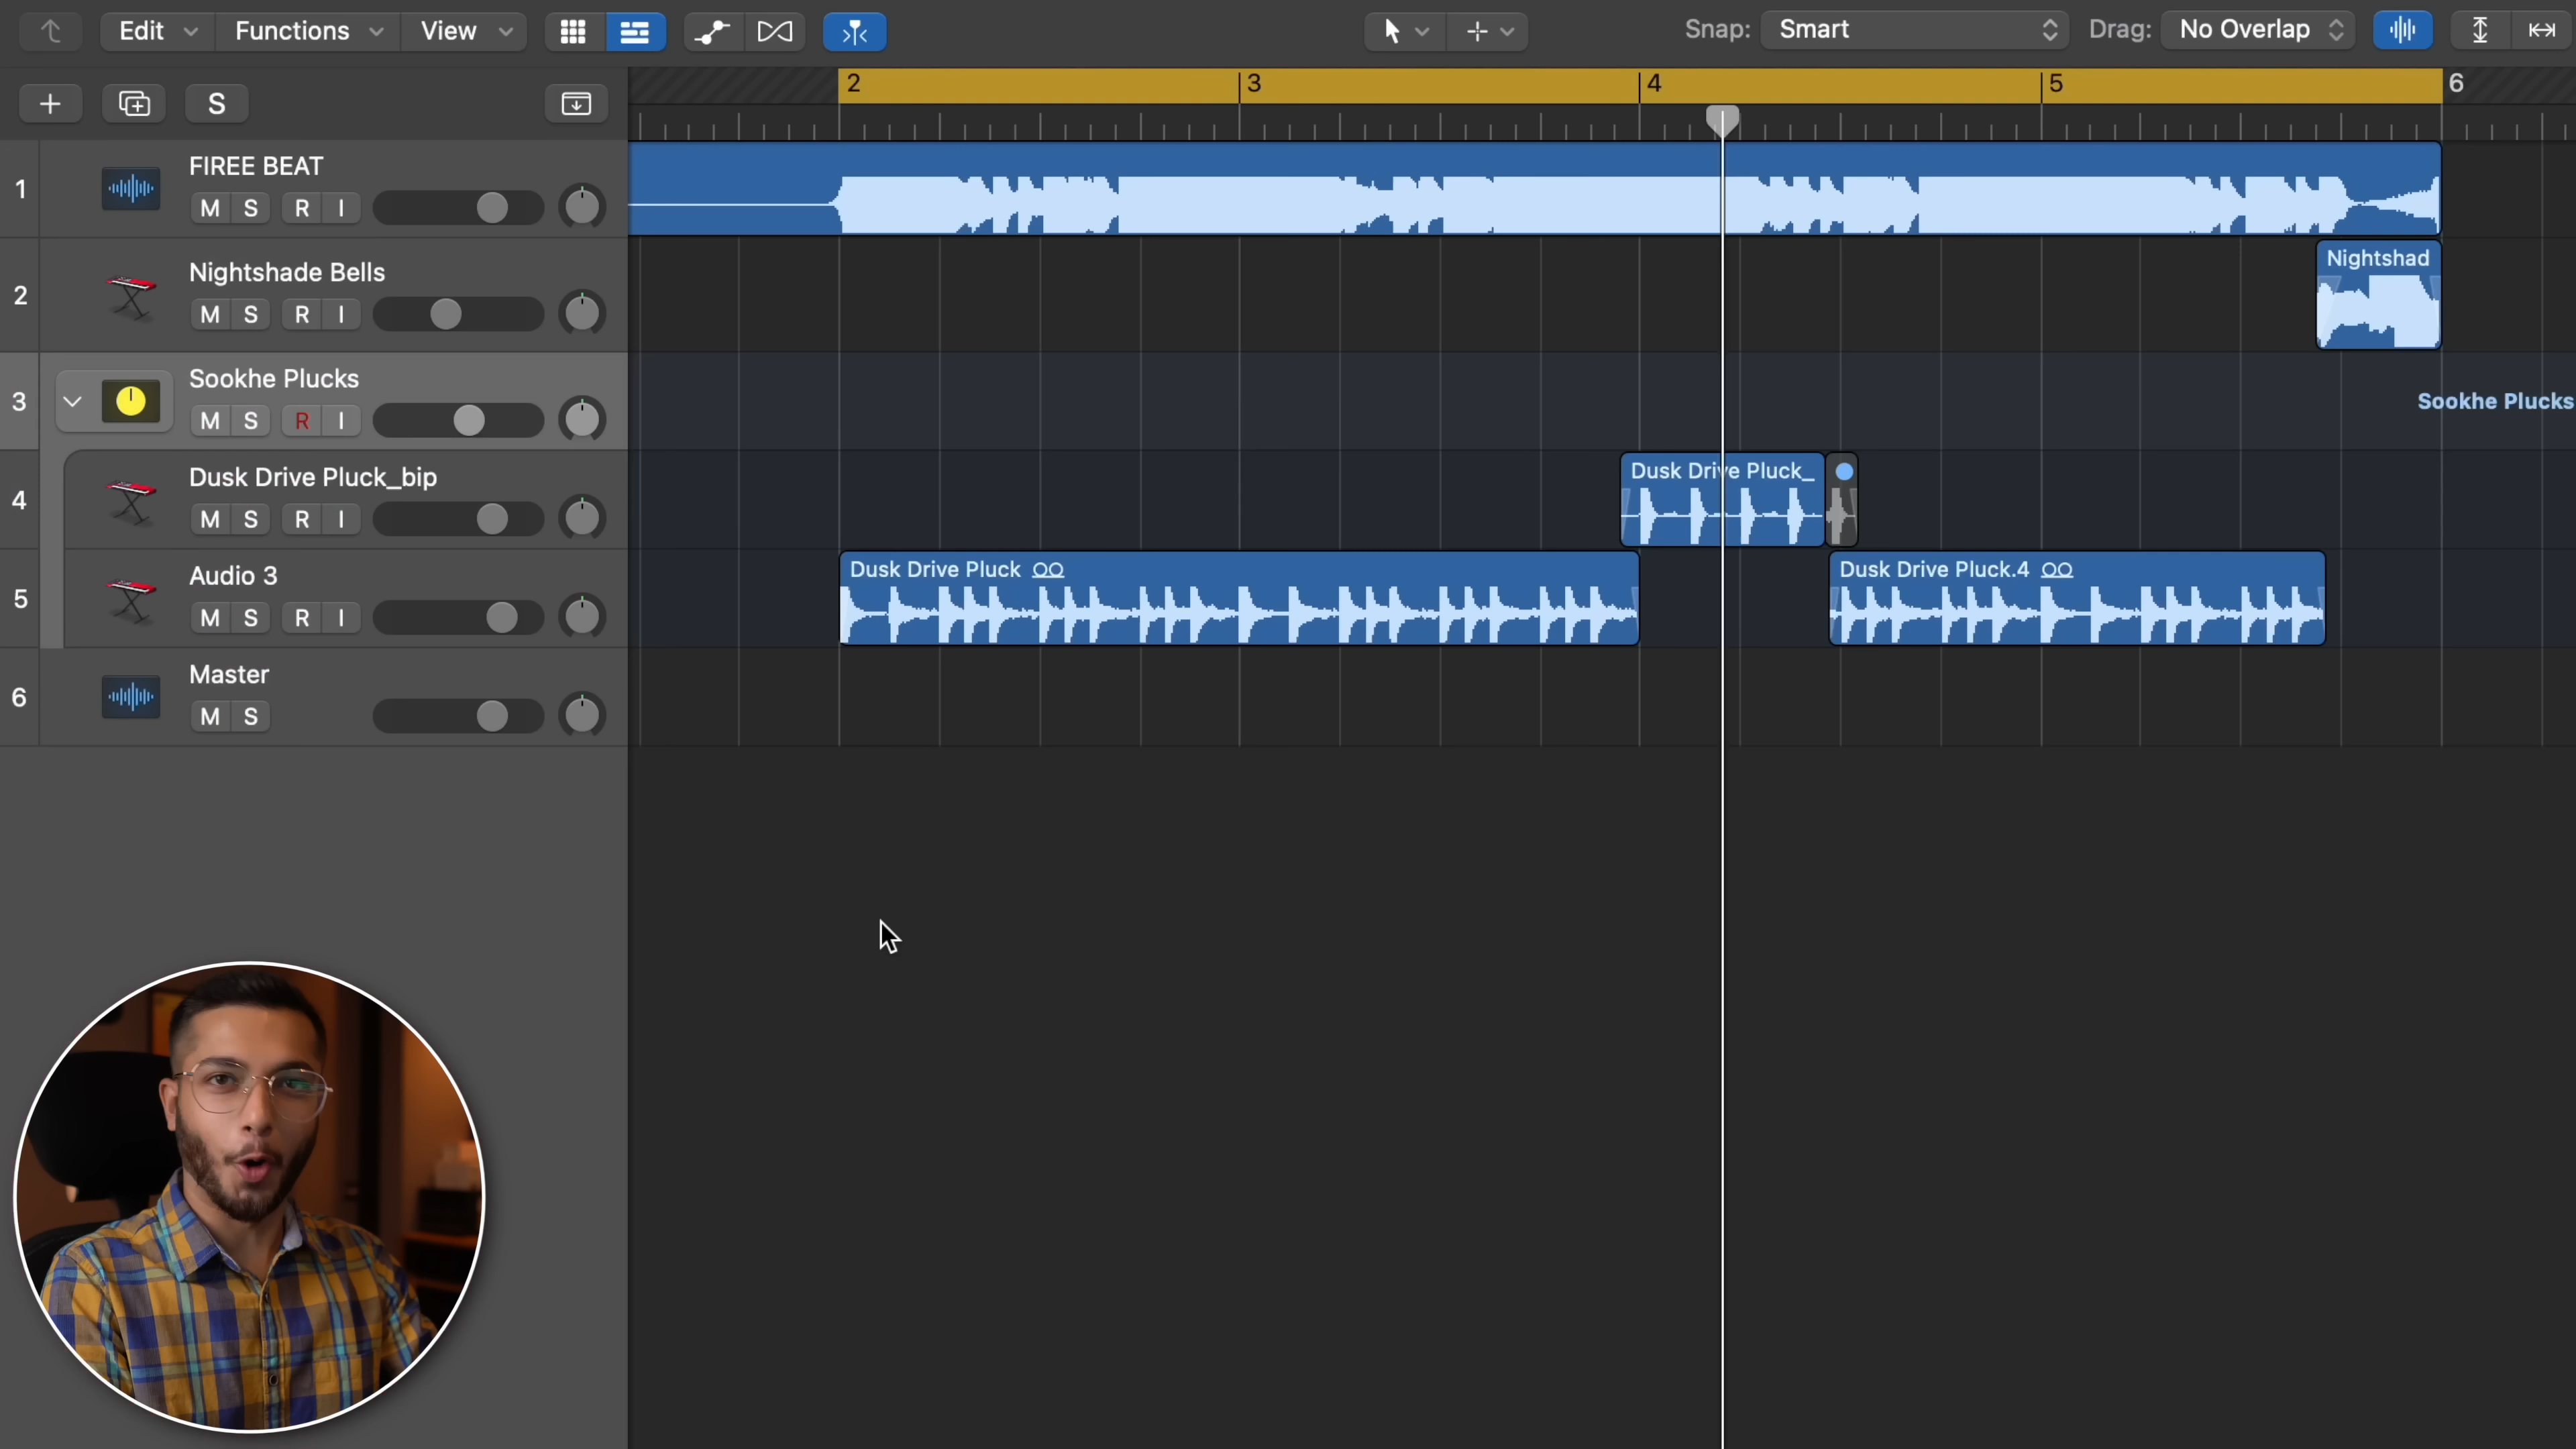 Edit Functions View Snap: Smart Drag: No Overlap
S
2 3 4 5 6
1 FIREE BEAT
M S R I
2 Nightshade Bells
M S R I
Nightshad
3 Sookhe Plucks
M S R I
Sookhe Plucks
4 Dusk Drive Pluck_bip
M S R I
Dusk Drive Pluck_
5 Audio 3
M S R I
Dusk Drive Pluck
Dusk Drive Pluck.4
6 Master
M S